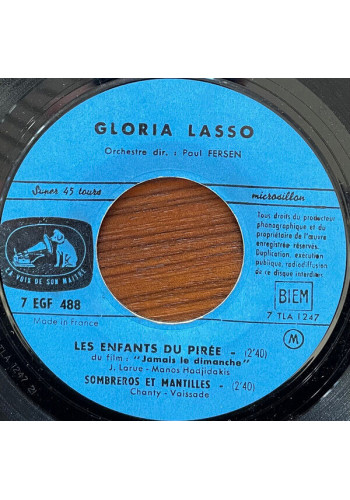 GLORIA LASSO
Orchestre dir. : Paul FERSEN
Super 45 tours
microsillon
LA VOIX DE SON MAITRE
7 EGF 488
Made in France
Tous droits du producteur
phonographique et du
propriétaire de l'œuvre
enregistrée réservés.
Duplication, exécution
publique, radiodiffusion
de ce disque interdites.
BIEM
7 TLA 1247
M
LES ENFANTS DU PIRÉE - (2'40)
du film : "Jamais le dimanche"
J. Larue - Manos Hadjidakis
SOMBREROS ET MANTILLES - (2'40)
Chanty - Vaissade